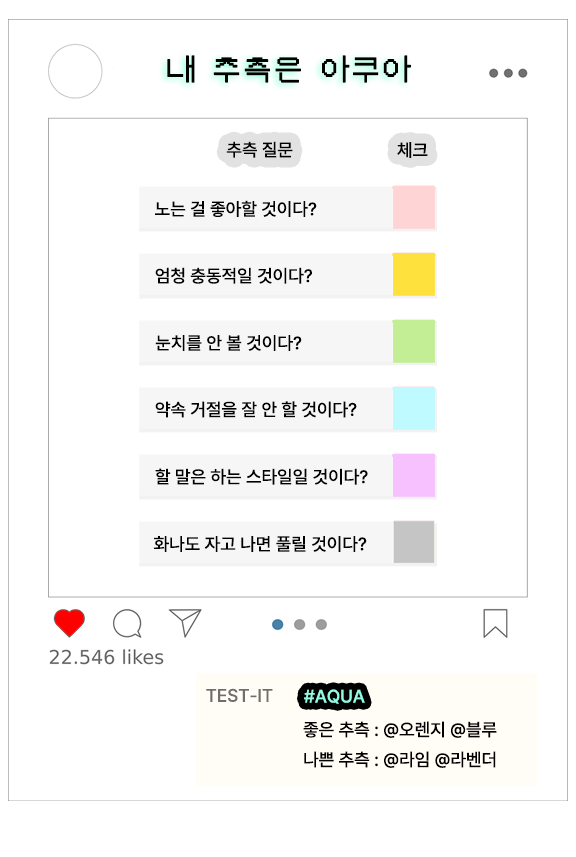 내 추측은 아쿠아
추측 질문 체크
노는 걸 좋아할 것이다?
엄청 충동적일 것이다?
눈치를 안 볼 것이다?
약속 거절을 잘 안 할 것이다?
할 말은 하는 스타일일 것이다?
화나도 자고 나면 풀릴 것이다?
22.546 likes
TEST-IT #AQUA
좋은 추측 : @오렌지 @블루
나쁜 추측 : @라임 @라벤더